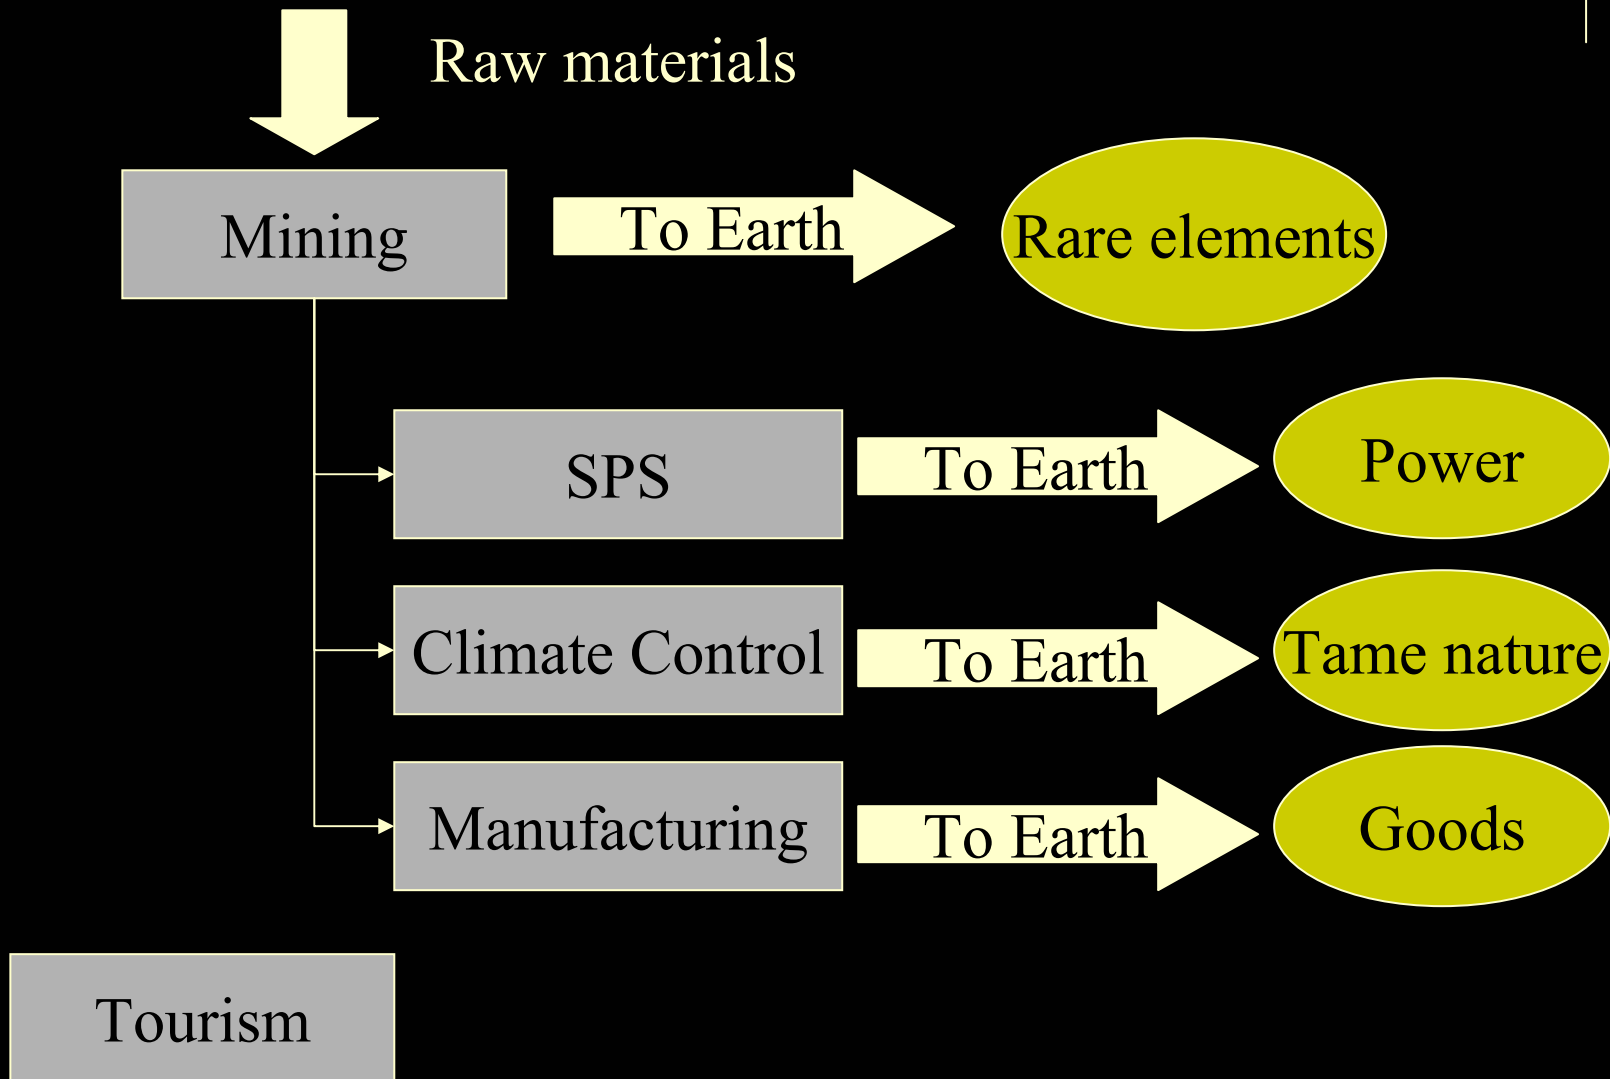 Raw materials
Mining
To Earth
Rare elements
SPS
To Earth
Power
Climate Control
To Earth
Tame nature
Manufacturing
To Earth
Goods
Tourism